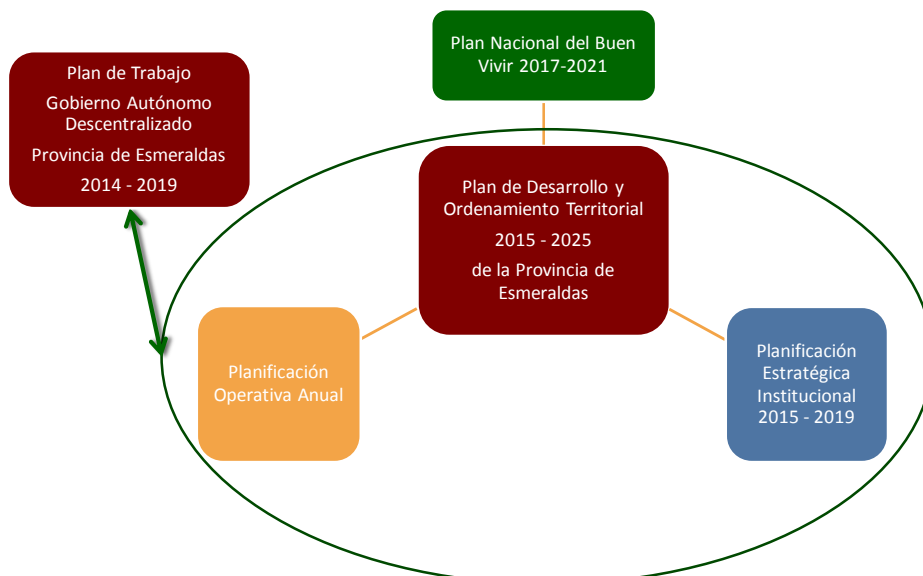 Plan Nacional del Buen
Vivir 2017-2021
Plan de Trabajo
Gobierno Autónomo
Descentralizado
Provincia de Esmeraldas
2014 - 2019
Plan de Desarrollo y
Ordenamiento Territorial
2015 - 2025
de la Provincia de
Esmeraldas
Planificación
Operativa Anual
Planificación
Estratégica
Institucional
2015 - 2019